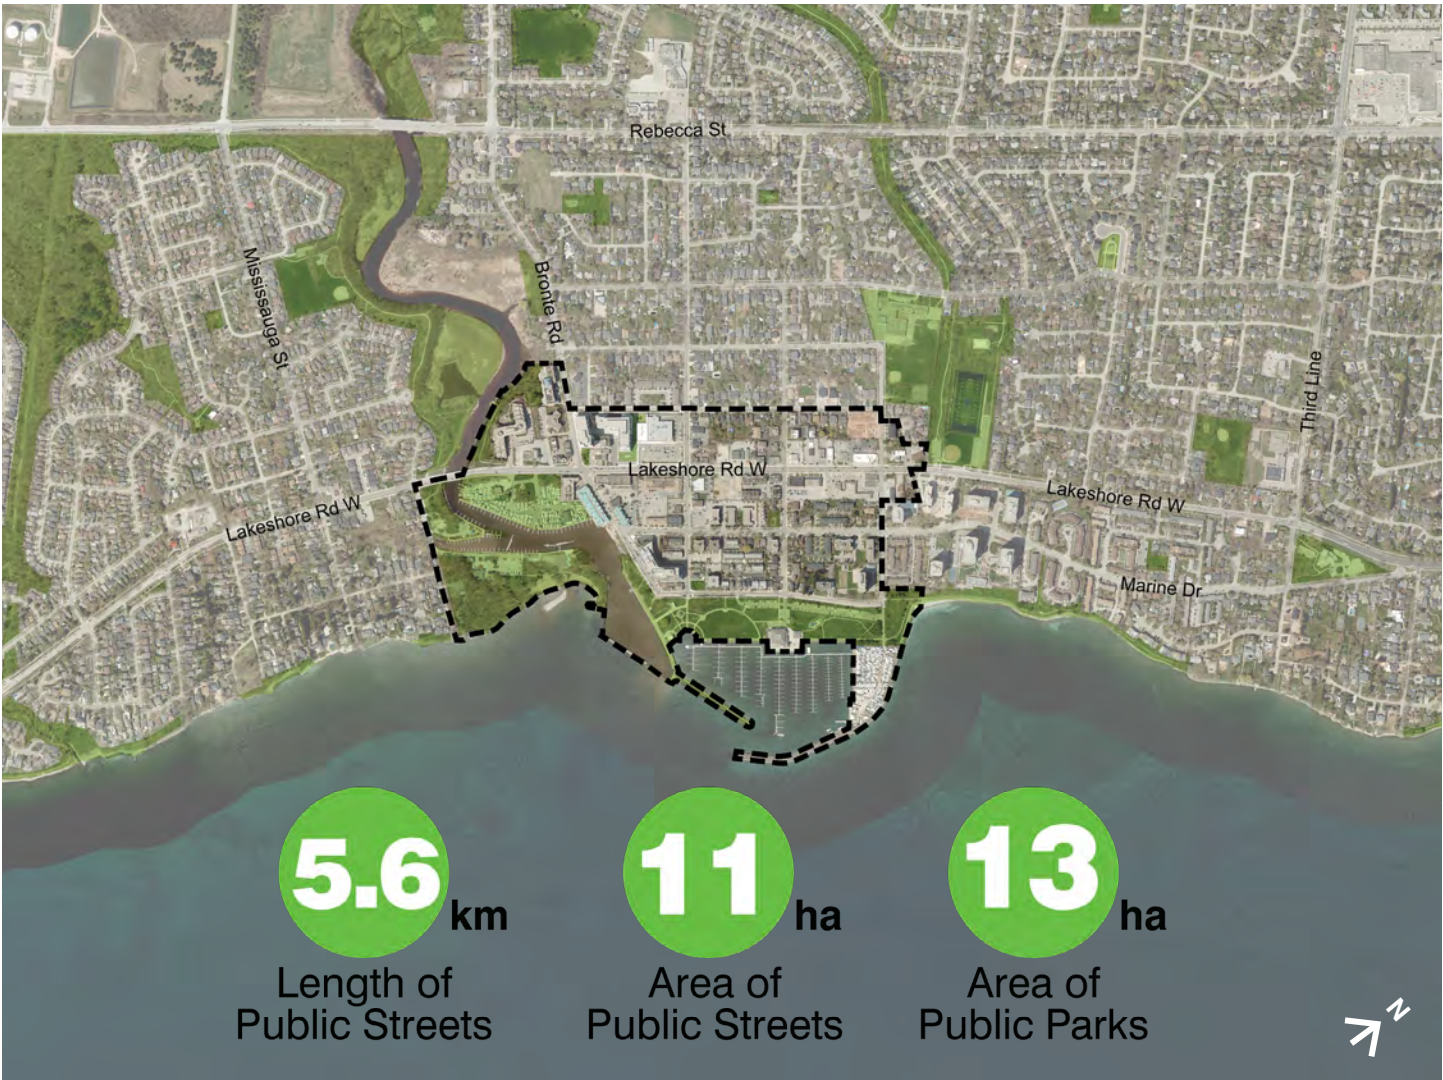 Rebecca St
Mississauga St
Bronte Rd
Third Line
Lakeshore Rd W
Lakeshore Rd W
Lakeshore Rd W
Marine Dr
5.6 km
Length of
Public Streets
11 ha
Area of
Public Streets
13 ha
Area of
Public Parks
N